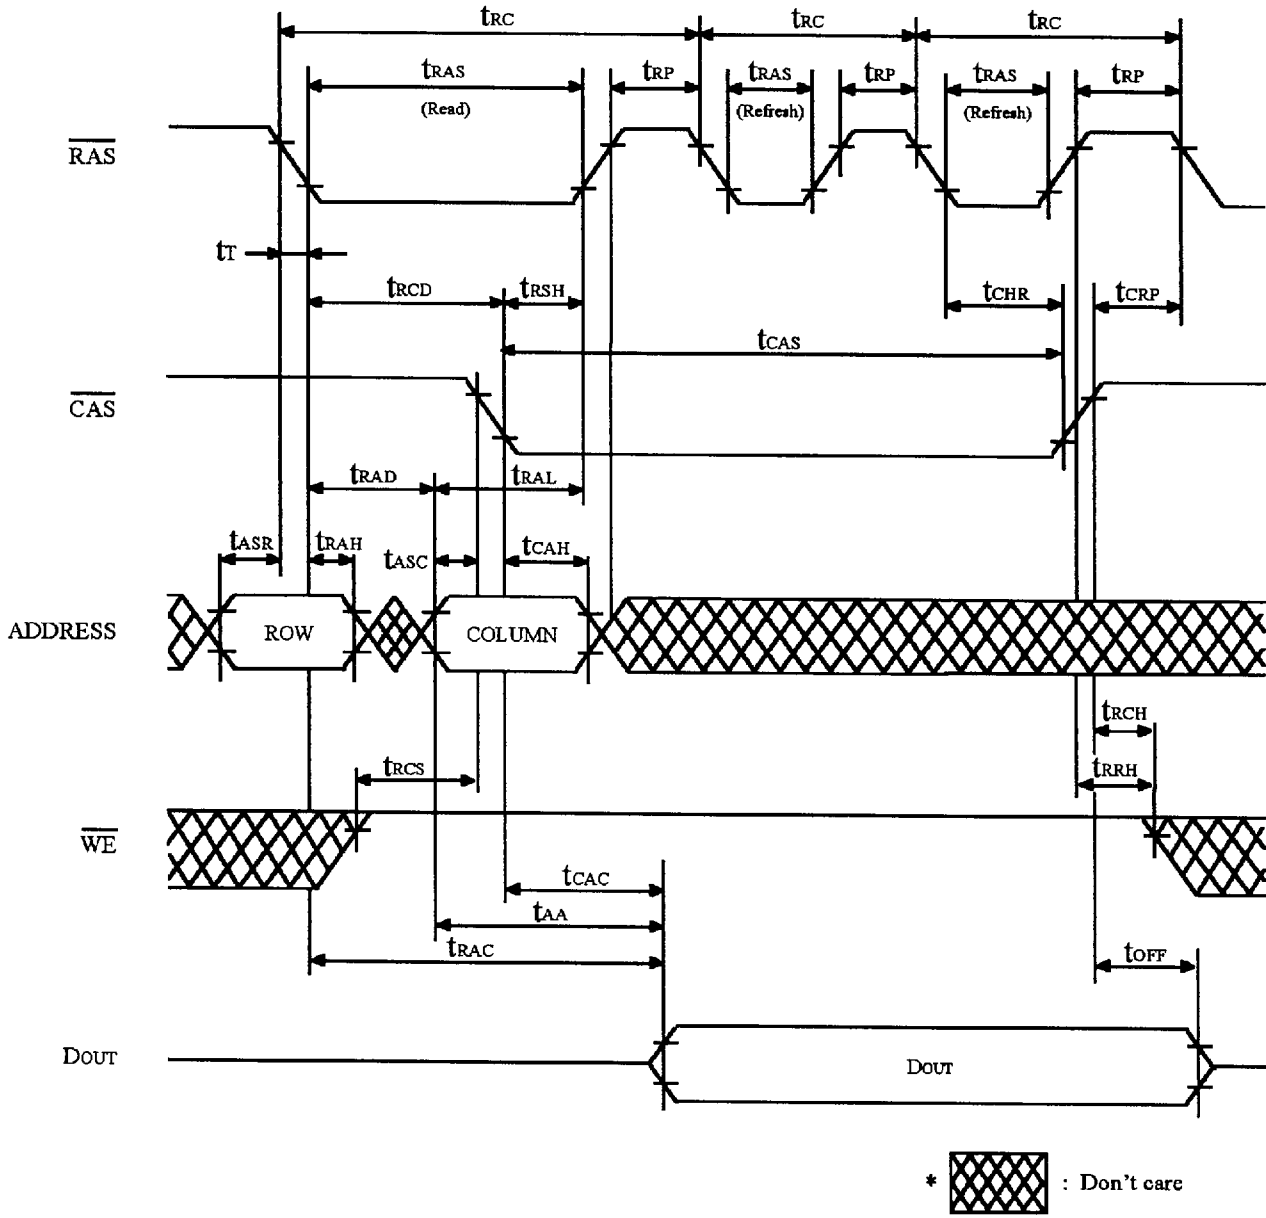 tRC tRC tRC
tRAS tRP tRAS tRP tRAS tRP
(Read) (Refresh) (Refresh)
RAS
tT
tRCD tRSH tCHR tCRP
tCAS
CAS
tRAD tRAL
tASR tRAH tASC tCAH
ADDRESS ROW COLUMN
tRCH
tRCS tRRH
WE
tCAC
tAA
tRAC tOFF
DOUT DOUT
* : Don't care